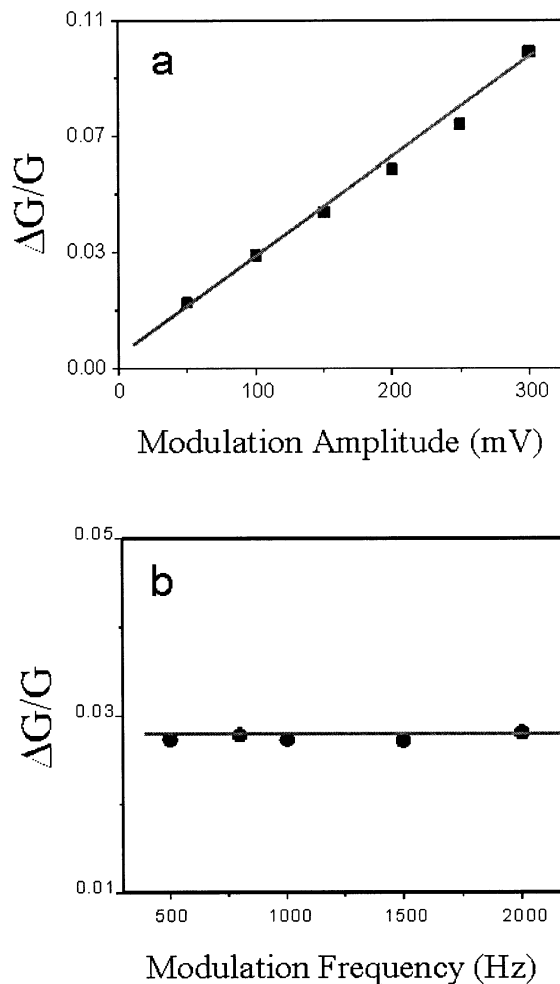 0.11
a
0.07
ΔG/G
0.03
0.00
0 100 200 300
Modulation Amplitude (mV)
0.05
b
ΔG/G
0.03
0.01
500 1000 1500 2000
Modulation Frequency (Hz)